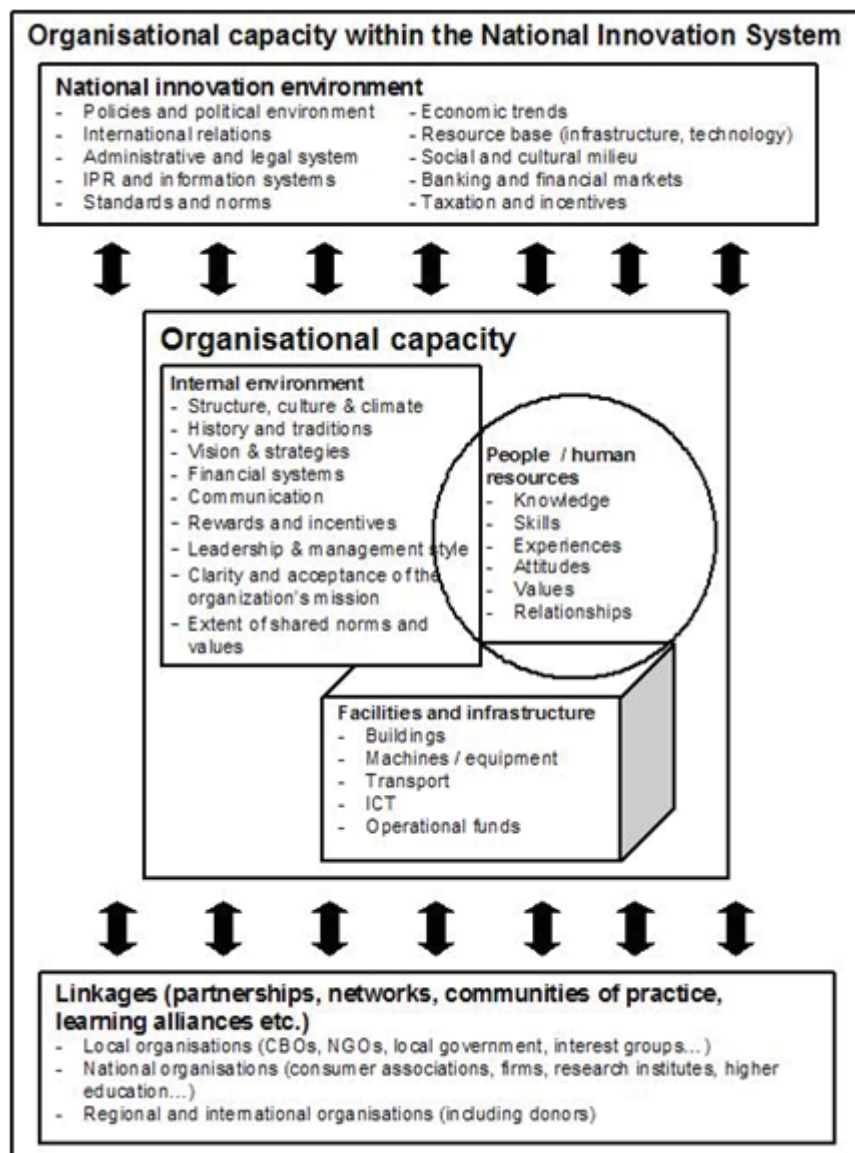 Organisational capacity within the National Innovation System
National innovation environment
- Policies and political environment
- International relations
- Administrative and legal system
- IPR and information systems
- Standards and norms
- Economic trends
- Resource base (infrastructure, technology)
- Social and cultural milieu
- Banking and financial markets
- Taxation and incentives
Organisational capacity
Internal environment
- Structure, culture & climate
- History and traditions
- Vision & strategies
- Financial systems
- Communication
- Rewards and incentives
- Leadership & management style
- Clarity and acceptance of the
organization's mission
- Extent of shared norms and
values
People / human
resources
- Knowledge
- Skills
- Experiences
- Attitudes
- Values
- Relationships
Facilities and infrastructure
- Buildings
- Machines / equipment
- Transport
- ICT
- Operational funds
Linkages (partnerships, networks, communities of practice,
learning alliances etc.)
- Local organisations (CBOs, NGOs, local government, interest groups...)
- National organisations (consumer associations, firms, research institutes, higher
education...)
- Regional and international organisations (including donors)